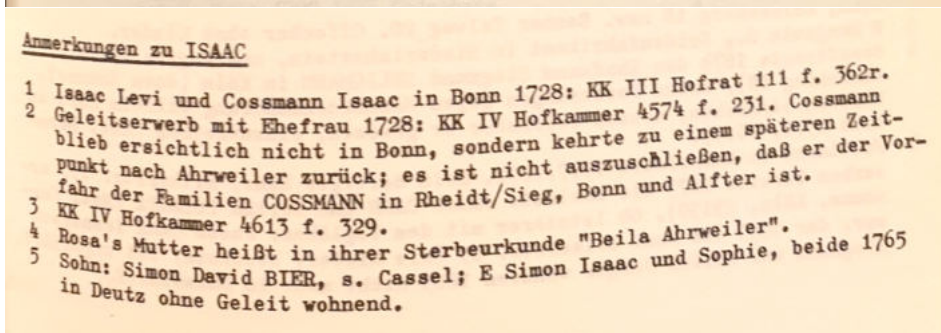 Anmerkungen zu ISAAC
1 Isaac Levi und Cossmann Isaac in Bonn 1728: KK III Hofrat 111 f. 362r.
2 Geleitserwerb mit Ehefrau 1728: KK IV Hofkammer 4574 f. 231. Cossmann
blieb ersichtlich nicht in Bonn, sondern kehrte zu einem späteren Zeit-
punkt nach Ahrweiler zurück; es ist nicht auszuschließen, daß er der Vor-
fahr der Familien COSSMANN in Rheidt/Sieg, Bonn und Alfter ist.
3 KK IV Hofkammer 4613 f. 329.
4 Rosa's Mutter heißt in ihrer Sterbeurkunde "Beila Ahrweiler".
5 Sohn: Simon David BIER, s. Cassel; E Simon Isaac und Sophie, beide 1765
in Deutz ohne Geleit wohnend.